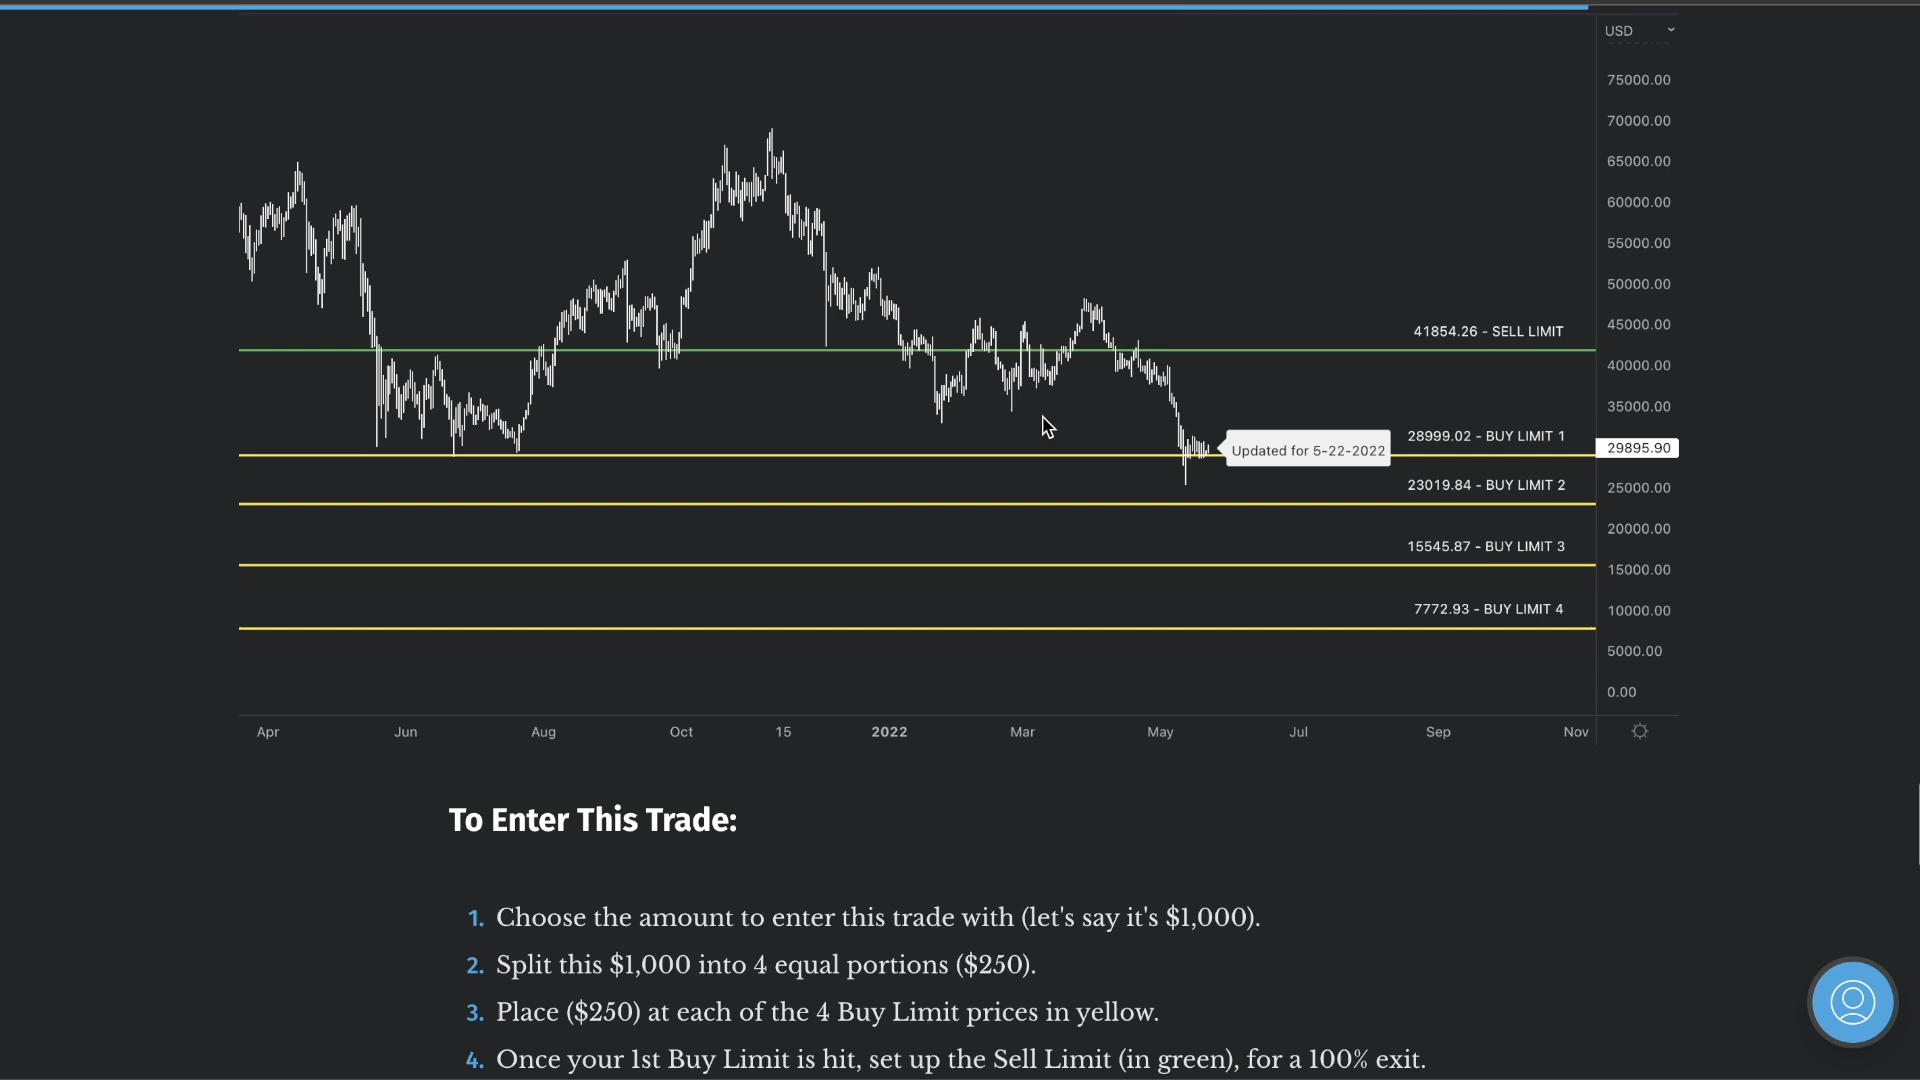 USD
75000.00
70000.00
65000.00
60000.00
55000.00
50000.00
41854.26 - SELL LIMIT
45000.00
40000.00
35000.00
28999.02 - BUY LIMIT 1
29895.90
Updated for 5-22-2022
23019.84 - BUY LIMIT 2
25000.00
20000.00
15545.87 - BUY LIMIT 3
15000.00
7772.93 - BUY LIMIT 4
10000.00
5000.00
0.00
Apr Jun Aug Oct 15 2022 Mar May Jul Sep Nov
To Enter This Trade:
1. Choose the amount to enter this trade with (let's say it's $1,000).
2. Split this $1,000 into 4 equal portions ($250).
3. Place ($250) at each of the 4 Buy Limit prices in yellow.
4. Once your 1st Buy Limit is hit, set up the Sell Limit (in green), for a 100% exit.